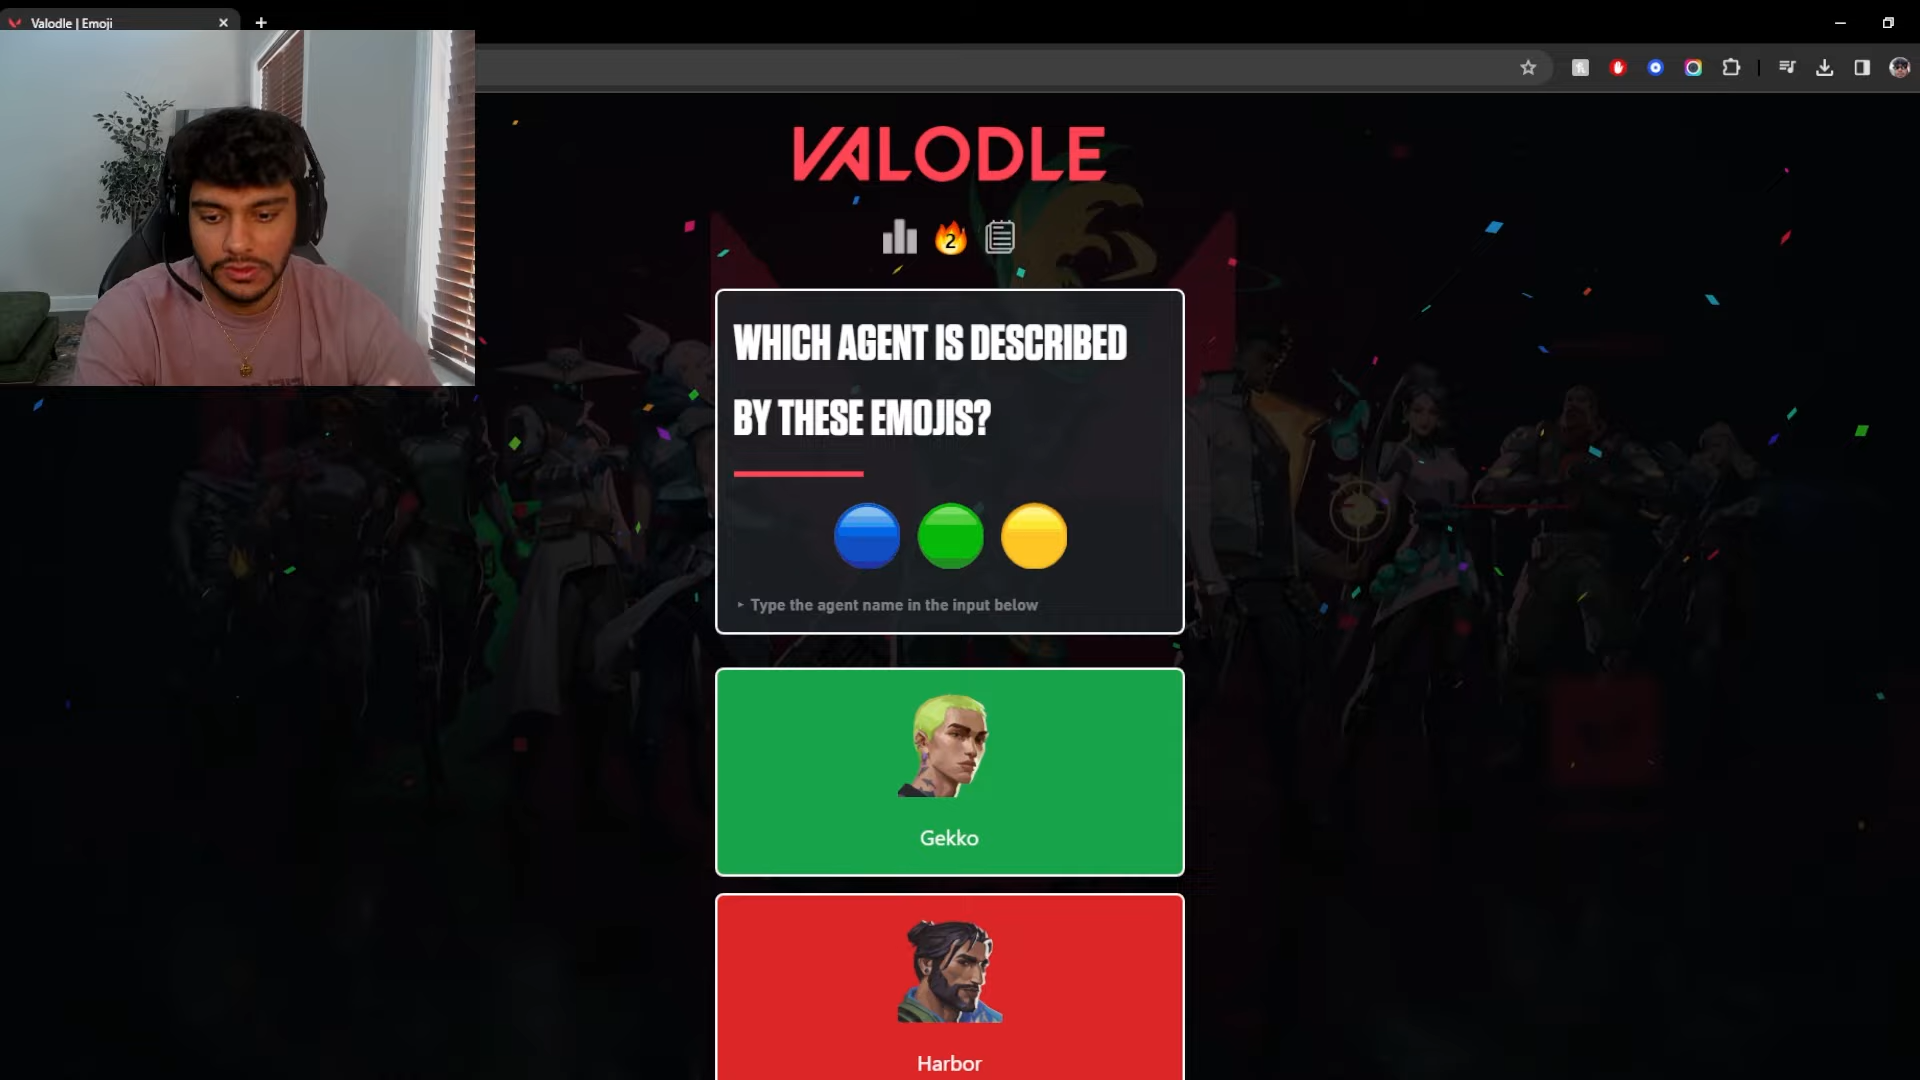 Valodle | Emoji
VALODLE
2
WHICH AGENT IS DESCRIBED
BY THESE EMOJIS?
Type the agent name in the input below
Gekko
Harbor